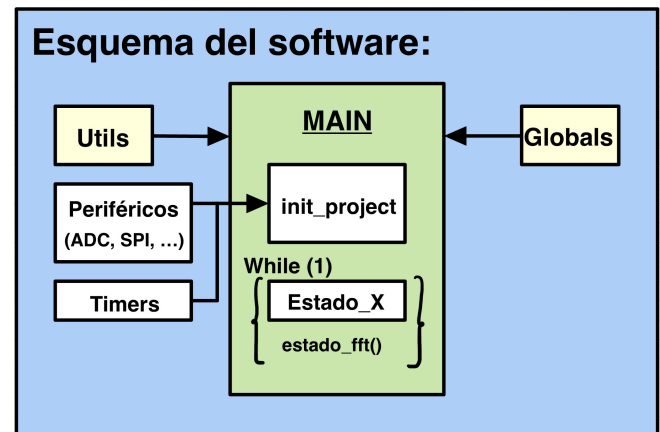 Esquema del software:
Utils
MAIN
Globals
Periféricos
(ADC, SPI, ...)
init_project
Timers
While (1)
{ Estado_X }
estado_fft()